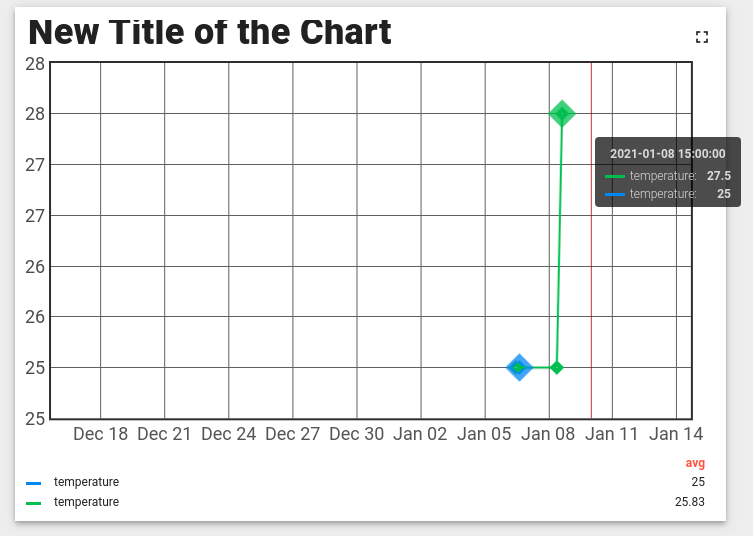 New Title of the Chart
28
28
27
27
26
26
25
25
2021-01-08 15:00:00
temperature: 27.5
temperature: 25
Dec 18 Dec 21 Dec 24 Dec 27 Dec 30 Jan 02 Jan 05 Jan 08 Jan 11 Jan 14
avg
temperature 25
temperature 25.83